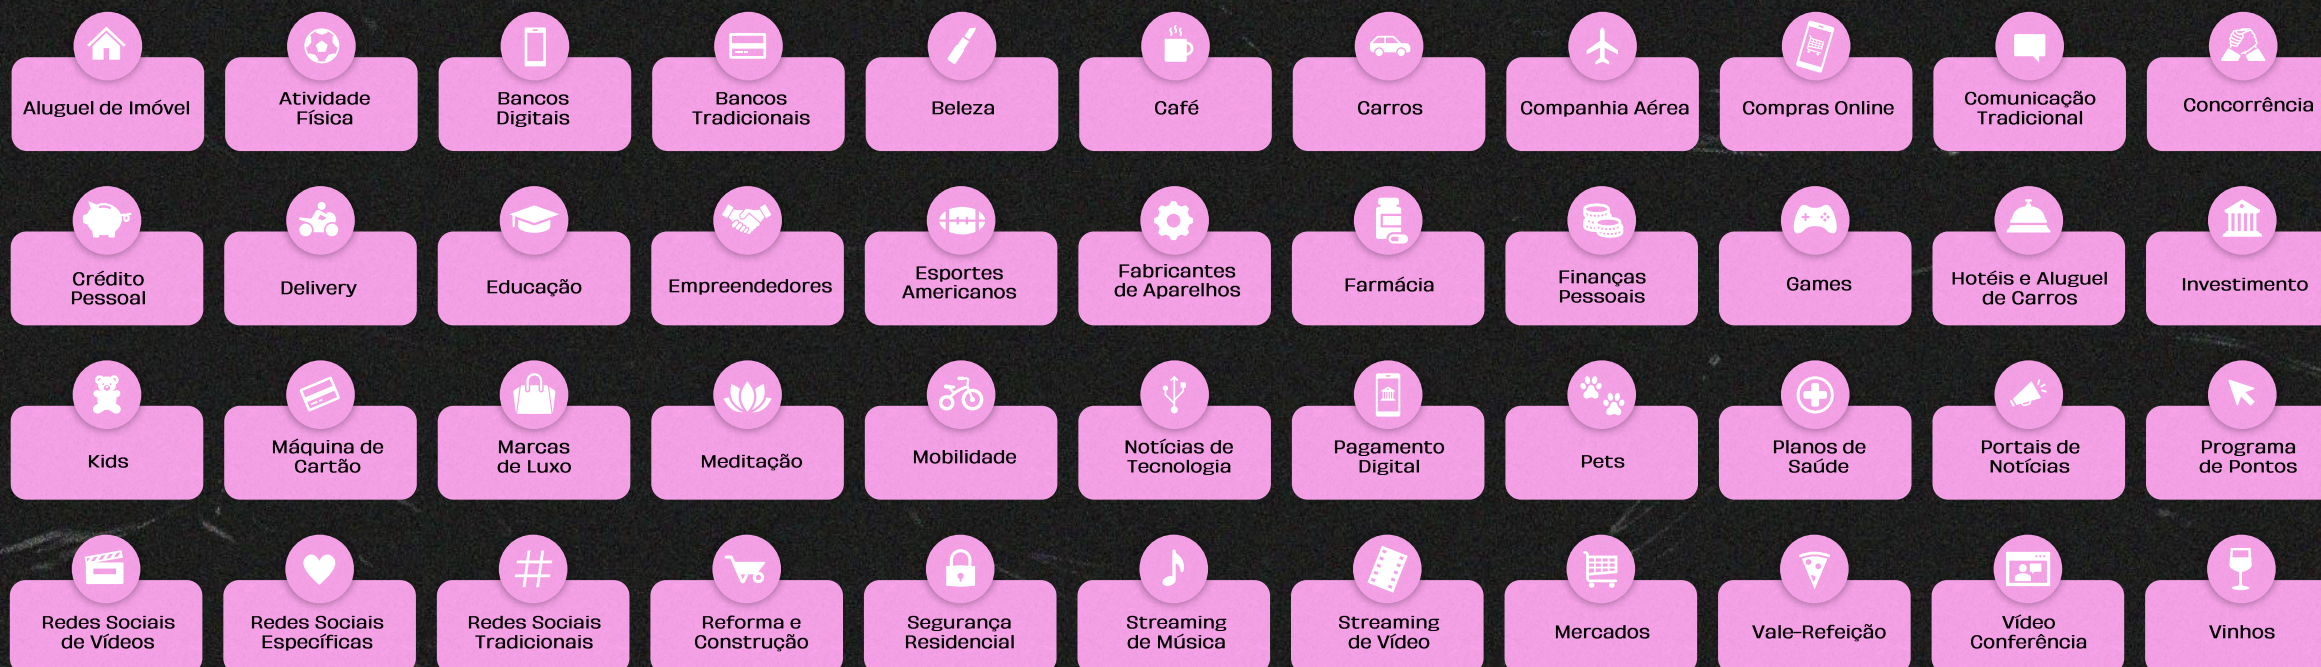 Aluguel de Imóvel
Atividade
Física
Bancos
Digitais
Bancos
Tradicionais
Beleza
Café
Carros
Companhia Aérea
Compras Online
Comunicação
Tradicional
Concorrência
Crédito
Pessoal
Delivery
Educação
Empreendedores
Esportes
Americanos
Fabricantes
de Aparelhos
Farmácia
Finanças
Pessoais
Games
Hotéis e Aluguel
de Carros
Investimento
Kids
Máquina de
Cartão
Marcas
de Luxo
Meditação
Mobilidade
Notícias de
Tecnologia
Pagamento
Digital
Pets
Planos de
Saúde
Portais de
Notícias
Programa
de Pontos
Redes Sociais
de Vídeos
Redes Sociais
Específicas
Redes Sociais
Tradicionais
Reforma e
Construção
Segurança
Residencial
Streaming
de Música
Streaming
de Vídeo
Mercados
Vale-Refeição
Vídeo
Conferência
Vinhos